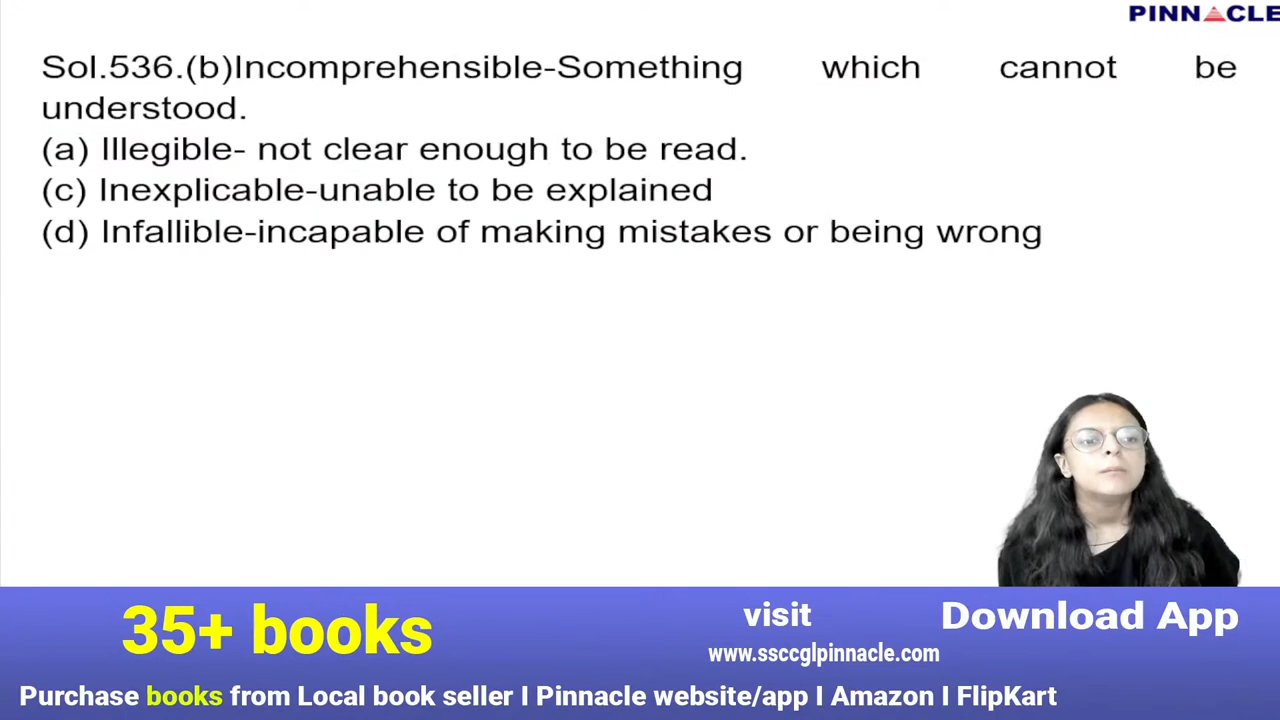 PINNACLE
Sol.536.(b)Incomprehensible-Something which cannot be
understood.
(a) Illegible- not clear enough to be read.
(c) Inexplicable-unable to be explained
(d) Infallible-incapable of making mistakes or being wrong
35+ books
visit
www.ssccglpinnacle.com
Download App
Purchase books from Local book seller I Pinnacle website/app I Amazon I FlipKart